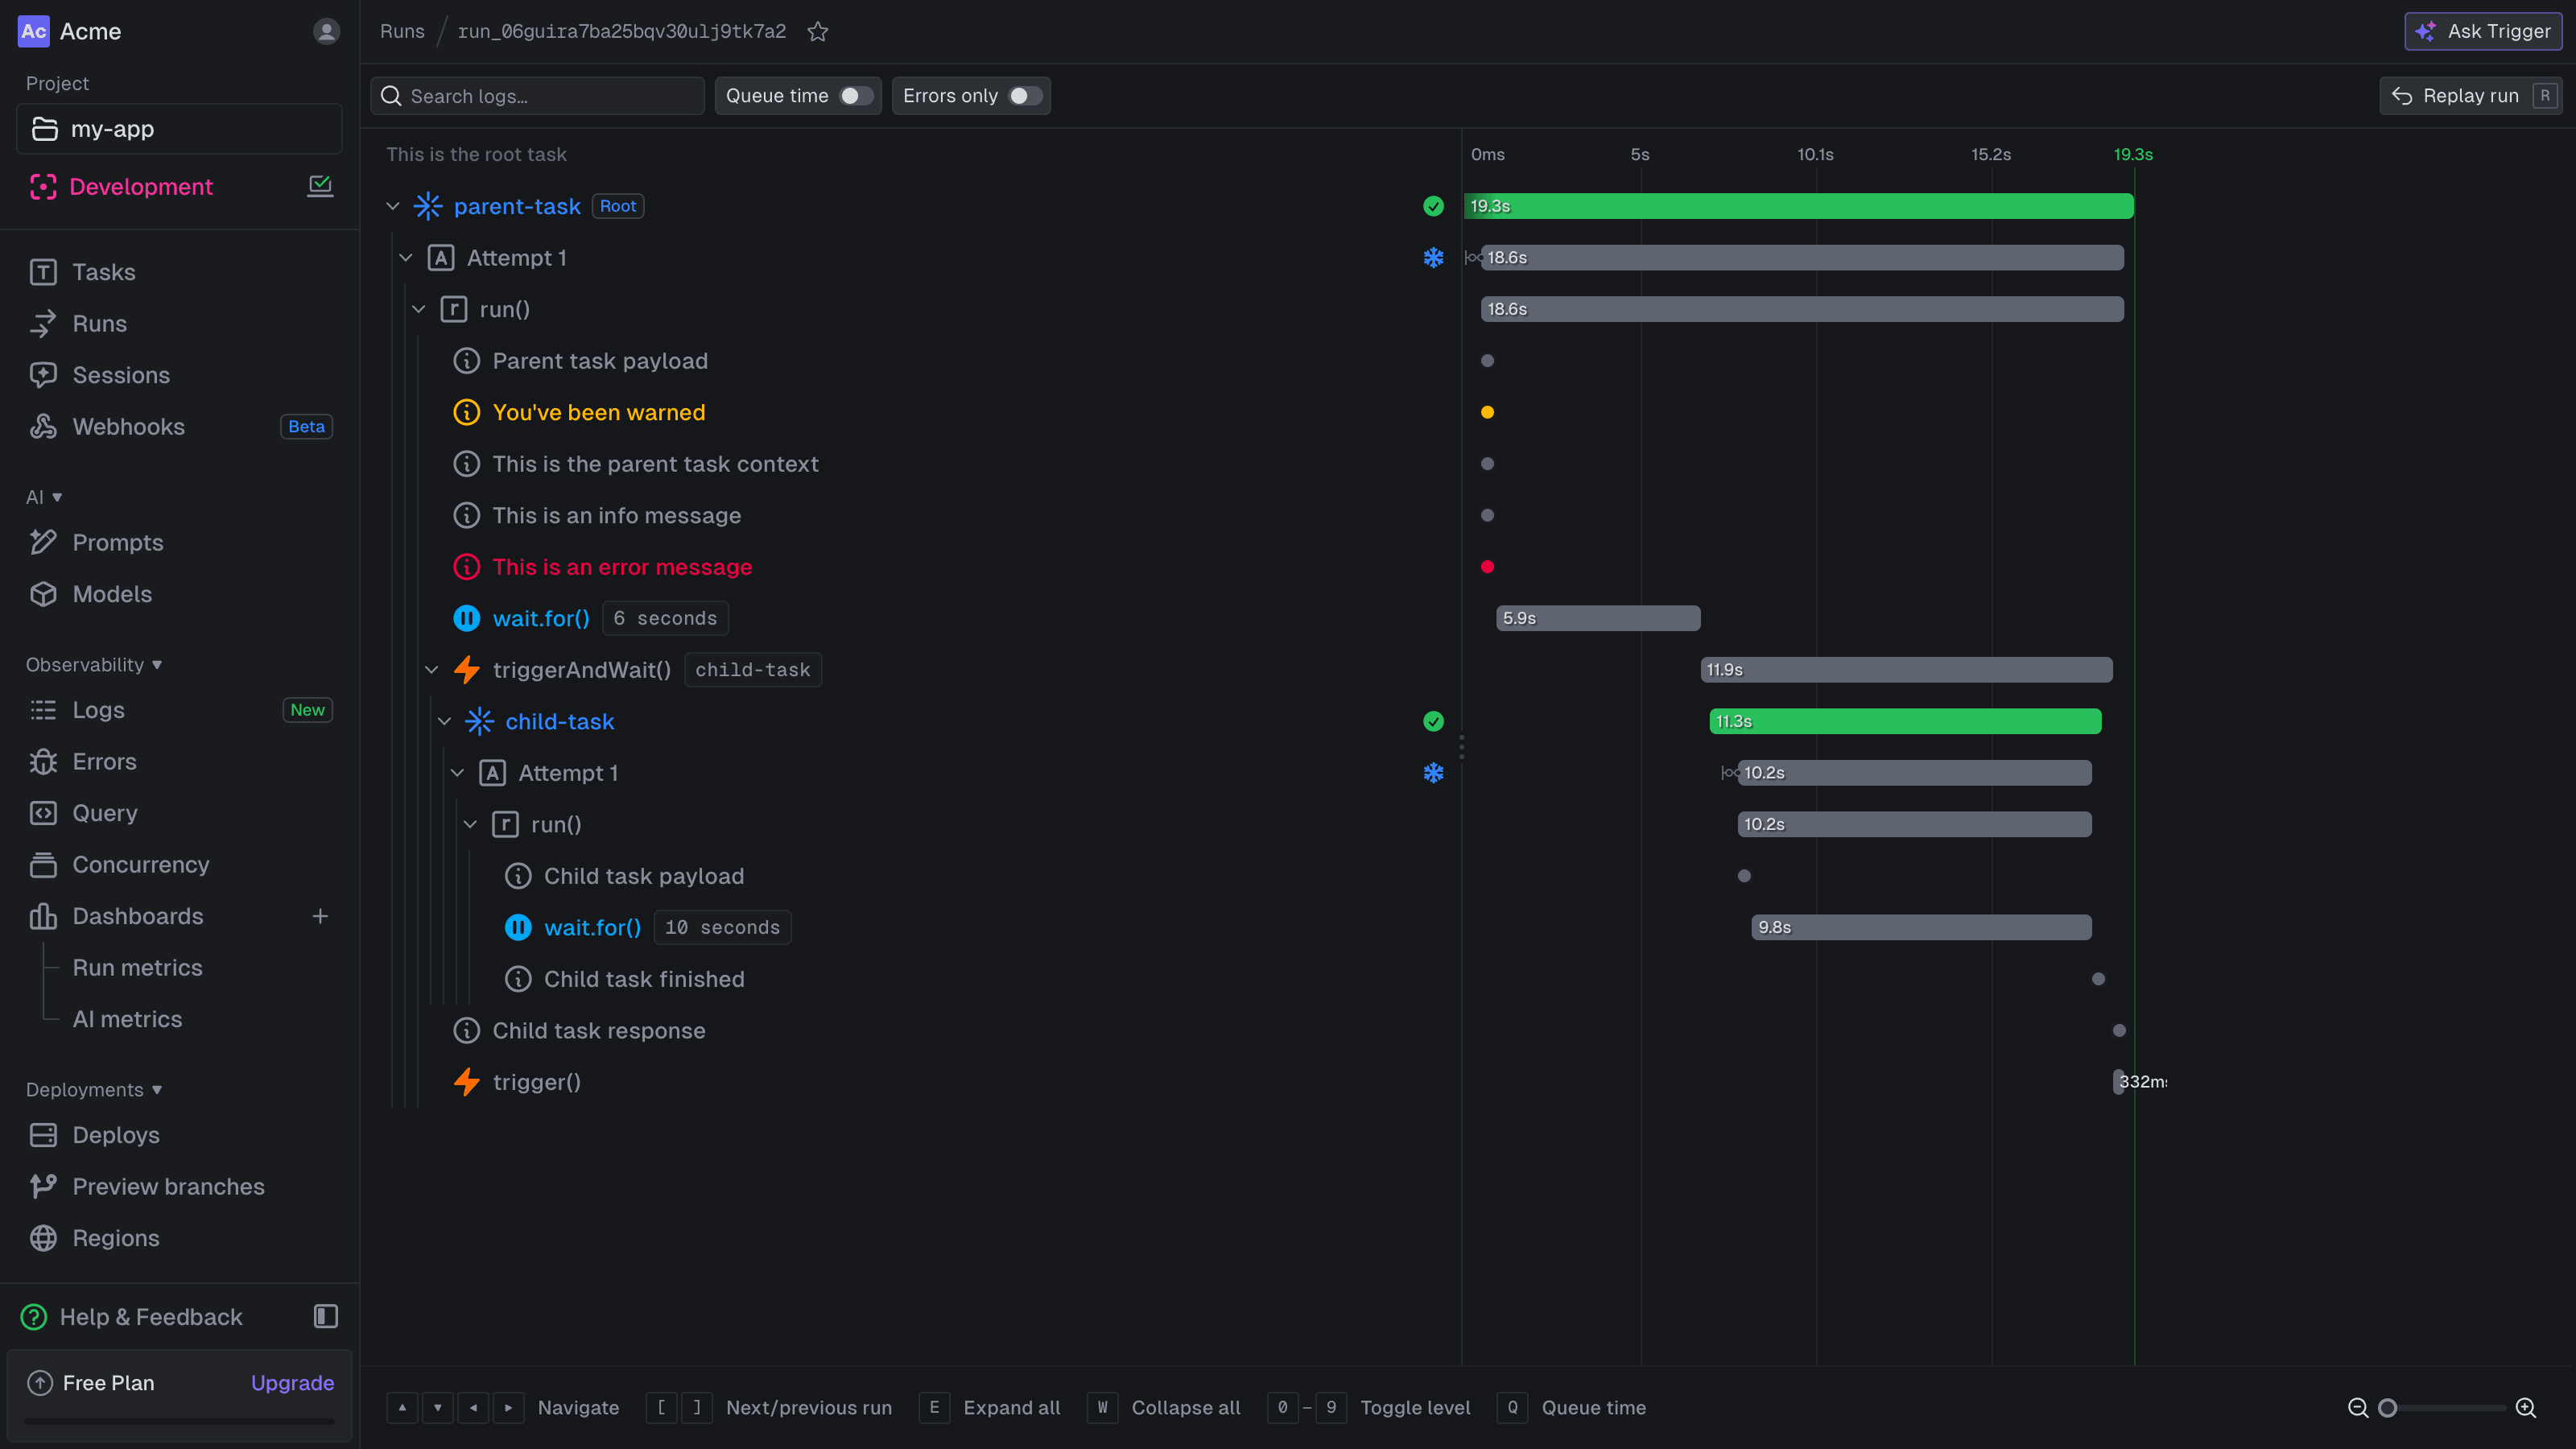 Ac Acme
Project
my-app
Development
Tasks
Runs
Sessions
Webhooks Beta
AI
Prompts
Models
Observability
Logs New
Errors
Query
Concurrency
Dashboards
Run metrics
AI metrics
Deployments
Deploys
Preview branches
Regions
Help & Feedback
Free Plan Upgrade
Runs / run_06guira7ba25bqv30ulj9tk7a2
Ask Trigger
Search logs... Queue time Errors only Replay run R
This is the root task 0ms 5s 10.1s 15.2s 19.3s
parent-task Root 19.3s
A Attempt 1 18.6s
r run() 18.6s
Parent task payload
You've been warned
This is the parent task context
This is an info message
This is an error message
wait.for() 6 seconds 5.9s
triggerAndWait() child-task 11.9s
child-task 11.3s
A Attempt 1 10.2s
r run() 10.2s
Child task payload
wait.for() 10 seconds 9.8s
Child task finished
Child task response
trigger() 332ms
Navigate [ ] Next/previous run E Expand all W Collapse all 0 – 9 Toggle level Q Queue time